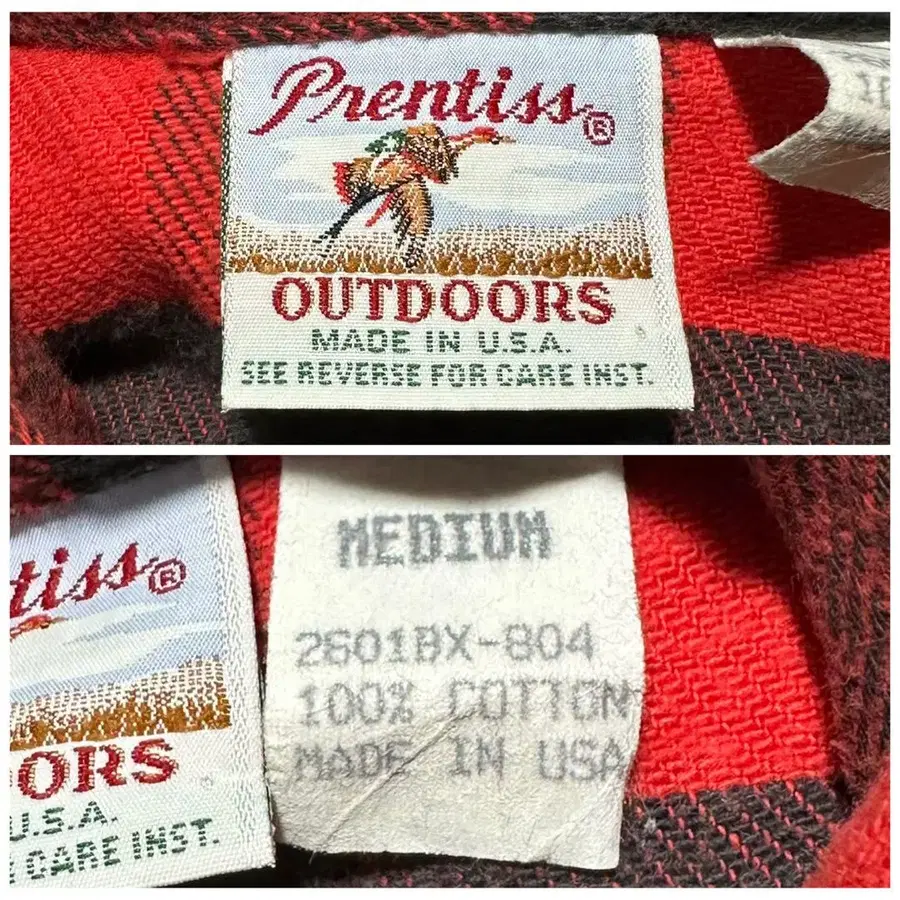 Prentiss®
OUTDOORS
MADE IN U.S.A.
SEE REVERSE FOR CARE INST.
tiss®
ORS
U.S.A.
CARE INST.
MEDIUM
2601BX-804
100% COTTON
MADE IN USA